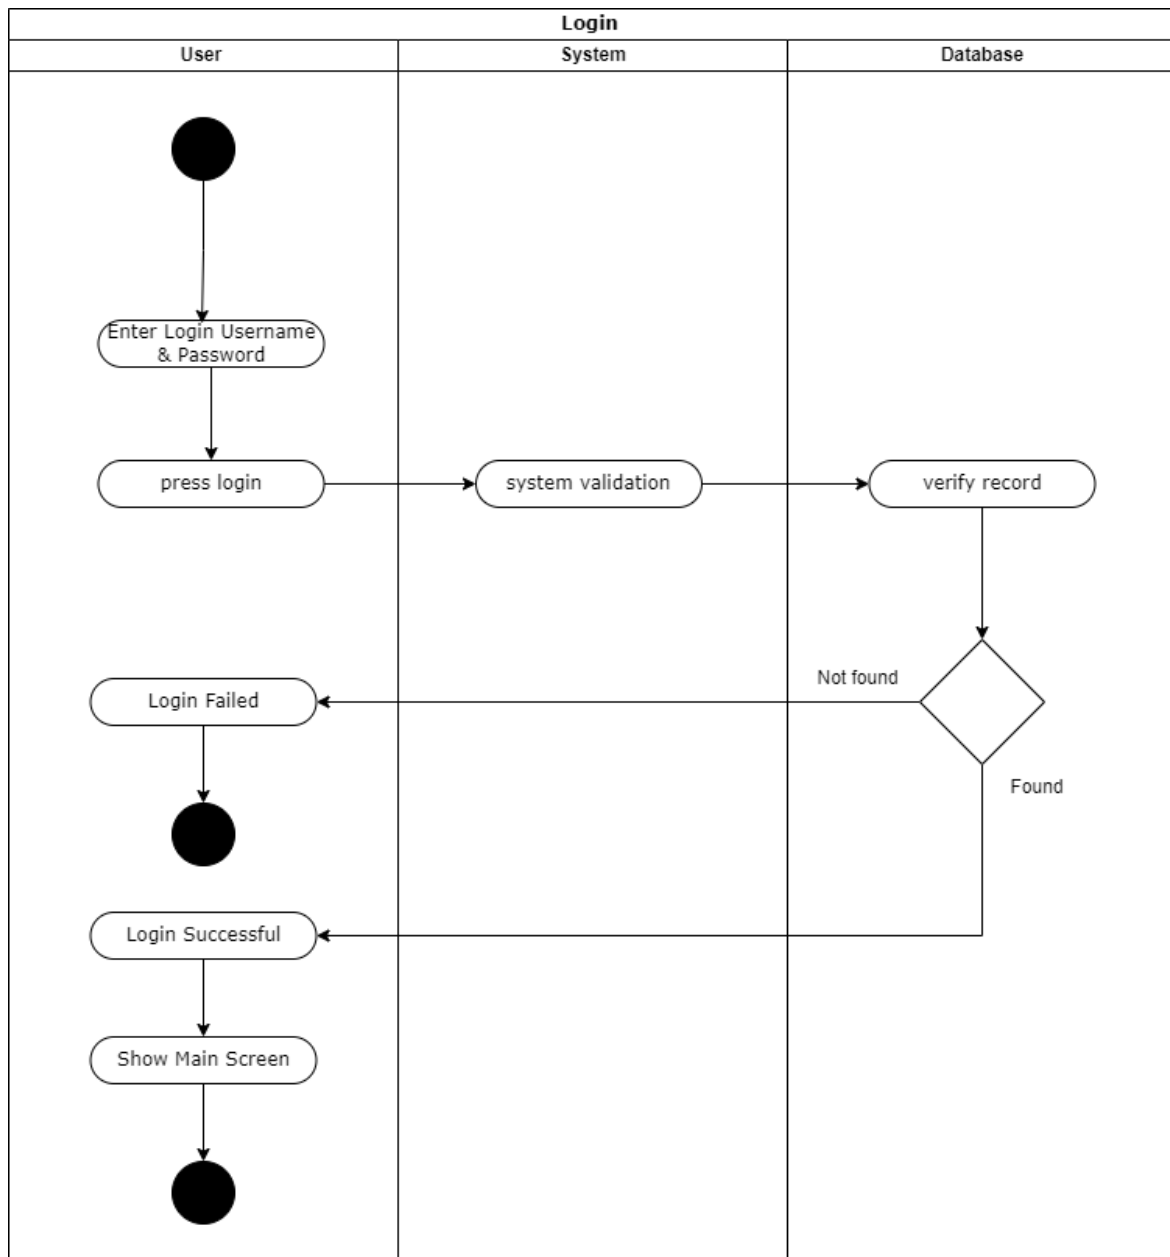 Login
User
System
Database
Enter Login Username
& Password
press login
system validation
verify record
Not found
Login Failed
Found
Login Successful
Show Main Screen